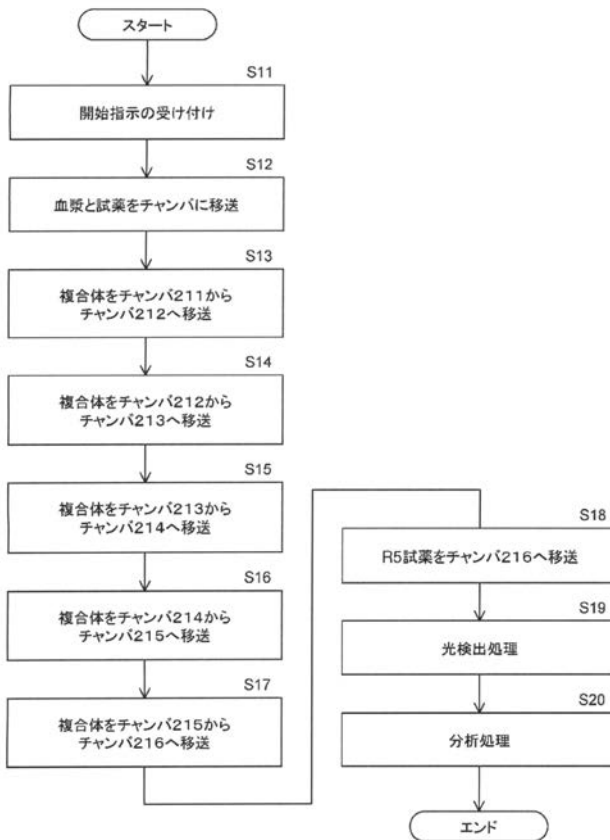 スタート
S11
開始指示の受け付け
S12
血漿と試薬をチャンバに移送
S13
複合体をチャンバ211から
チャンバ212へ移送
S14
複合体をチャンバ212から
チャンバ213へ移送
S15
複合体をチャンバ213から
チャンバ214へ移送
S16
複合体をチャンバ214から
チャンバ215へ移送
S17
複合体をチャンバ215から
チャンバ216へ移送
S18
R5試薬をチャンバ216へ移送
S19
光検出処理
S20
分析処理
エンド